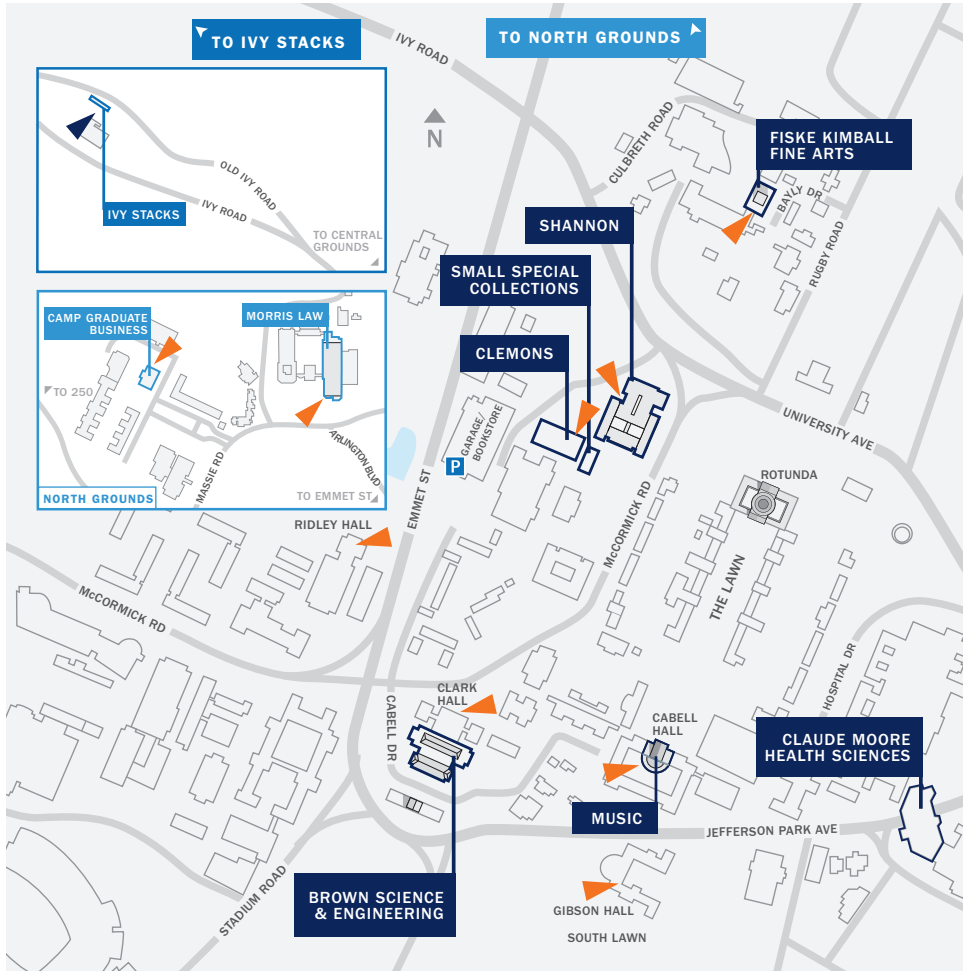 TO IVY STACKS
TO NORTH GROUNDS
IVY ROAD
N
CULBRETH ROAD
FISKE KIMBALL
FINE ARTS
BAYLY DR
RUGBY ROAD
OLD IVY ROAD
IVY ROAD
IVY STACKS
TO CENTRAL
GROUNDS
SHANNON
SMALL SPECIAL
COLLECTIONS
CLEMONS
CAMP GRADUATE
BUSINESS
MORRIS LAW
TO 250
MASSIE RD
ARLINGTON BLVD
NORTH GROUNDS
TO EMMET ST
GARAGE/
BOOKSTORE
P
EMMET ST
UNIVERSITY AVE
ROTUNDA
RIDLEY HALL
McCORMICK RD
THE LAWN
McCORMICK RD
HOSPITAL DR
CLARK
HALL
CABELL DR
CABELL
HALL
CLAUDE MOORE
HEALTH SCIENCES
MUSIC
JEFFERSON PARK AVE
STADIUM ROAD
BROWN SCIENCE
& ENGINEERING
GIBSON HALL
SOUTH LAWN